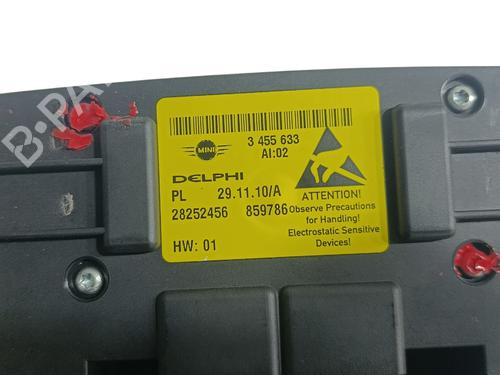 B-PARTS
MINI
3 455 633
AI:02
DELPHI
PL 29.11.10/A
28252456 859786
HW: 01
ATTENTION!
Observe Precautions
for Handling!
Electrostatic Sensitive
Devices!